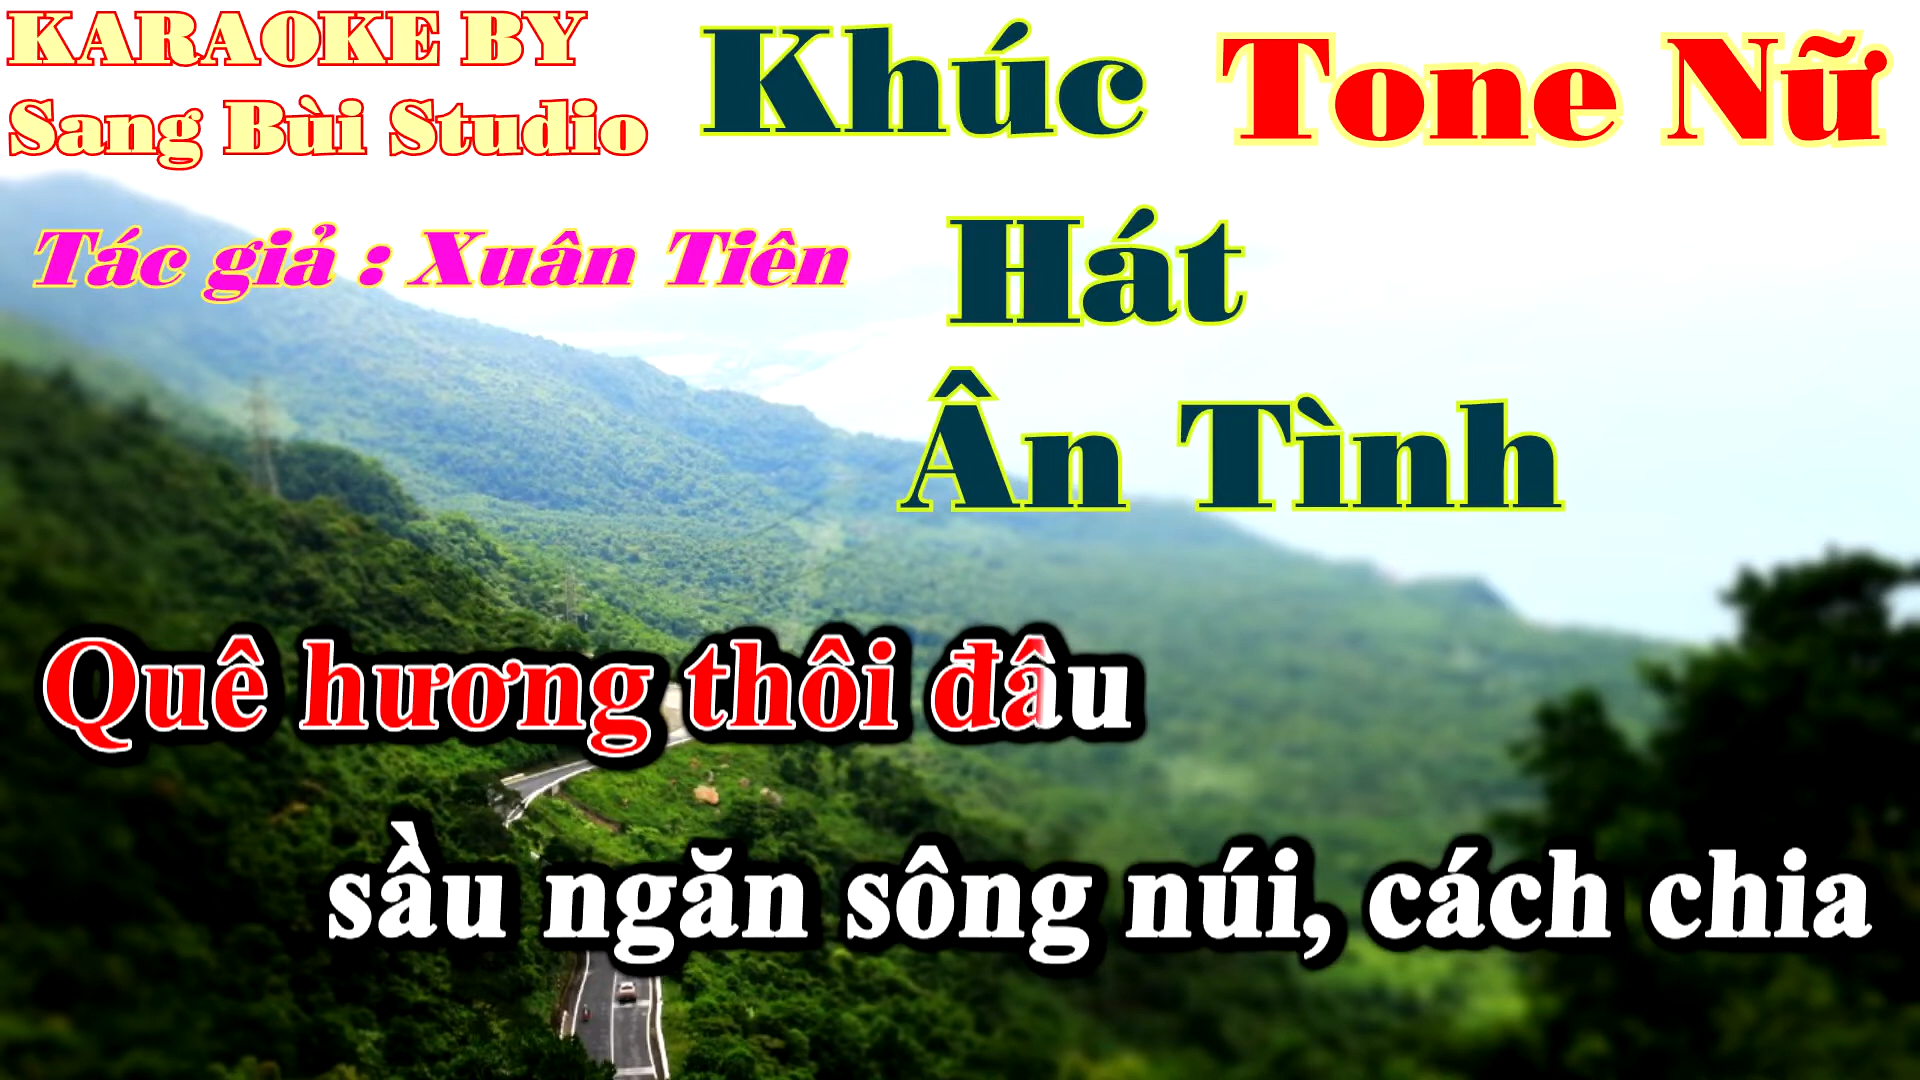 KARAOKE BY
Sang Bùi Studio
Khúc
Hát
Ân Tình
Tone Nữ
Tác giả : Xuân Tiên
Quê hương thôi đâu
sầu ngăn sông núi, cách chia